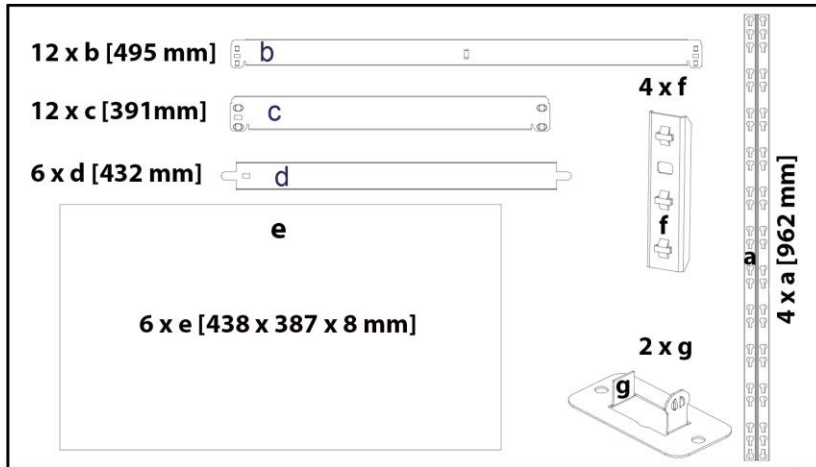 12 x b [495 mm]
b
12 x c [391mm]
c
6 x d [432 mm]
d
e
6 x e [438 x 387 x 8 mm]
4 x f
f
2 x g
g
a
4 x a [962 mm]